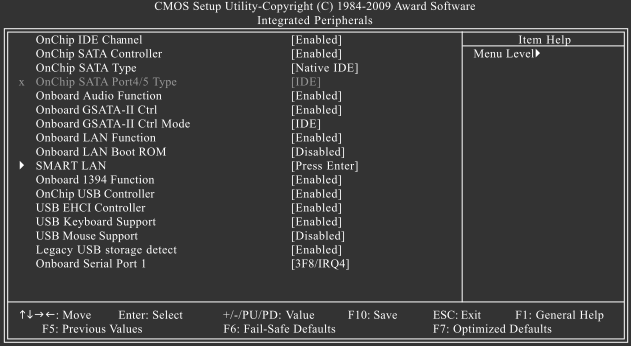 CMOS Setup Utility-Copyright (C) 1984-2009 Award Software
Integrated Peripherals
OnChip IDE Channel [Enabled] Item Help
OnChip SATA Controller [Enabled] Menu Level▶
OnChip SATA Type [Native IDE]
x OnChip SATA Port4/5 Type [IDE]
Onboard Audio Function [Enabled]
Onboard GSATA-II Ctrl [Enabled]
Onboard GSATA-II Ctrl Mode [IDE]
Onboard LAN Function [Enabled]
Onboard LAN Boot ROM [Disabled]
▶ SMART LAN [Press Enter]
Onboard 1394 Function [Enabled]
OnChip USB Controller [Enabled]
USB EHCI Controller [Enabled]
USB Keyboard Support [Enabled]
USB Mouse Support [Disabled]
Legacy USB storage detect [Enabled]
Onboard Serial Port 1 [3F8/IRQ4]
↑↓→←: Move Enter: Select +/-/PU/PD: Value F10: Save ESC: Exit F1: General Help
F5: Previous Values F6: Fail-Safe Defaults F7: Optimized Defaults